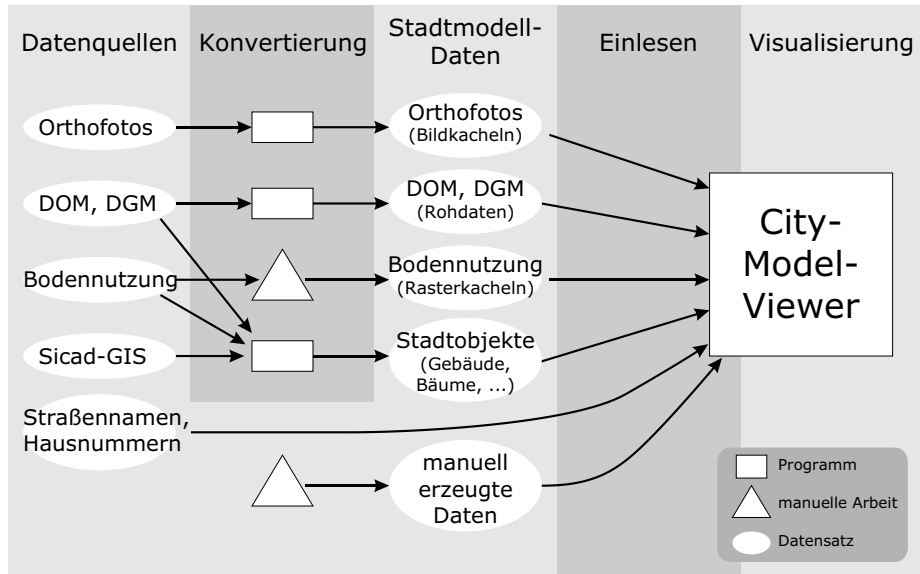 Datenquellen
Konvertierung
Stadtmodell-
Daten
Einlesen
Visualisierung
Orthofotos
Orthofotos
(Bildkacheln)
DOM, DGM
DOM, DGM
(Rohdaten)
Bodennutzung
Bodennutzung
(Rasterkacheln)
Sicad-GIS
Stadtobjekte
(Gebäude,
Bäume, ...)
Straßennamen,
Hausnummern
manuell
erzeugte
Daten
City-
Model-
Viewer
Programm
manuelle Arbeit
Datensatz